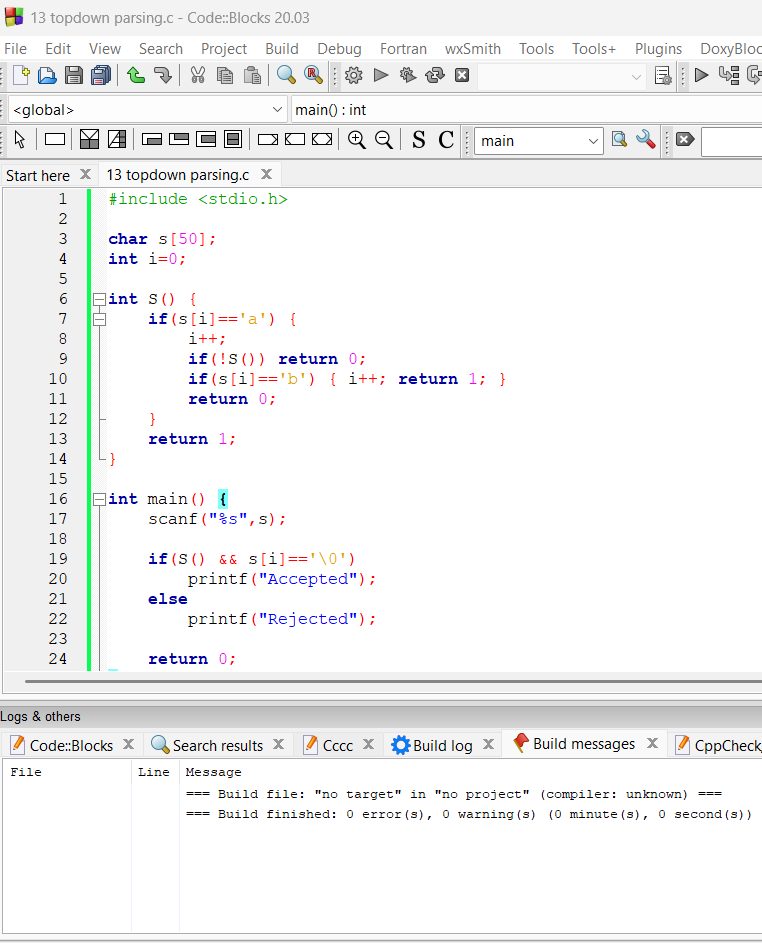 13 topdown parsing.c - Code::Blocks 20.03
File Edit View Search Project Build Debug Fortran wxSmith Tools Tools+ Plugins DoxyBloc
<global> main() : int
S C main
Start here 13 topdown parsing.c
1 #include <stdio.h>
2
3 char s[50];
4 int i=0;
5
6 int S() {
7 if(s[i]=='a') {
8 i++;
9 if(!S()) return 0;
10 if(s[i]=='b') { i++; return 1; }
11 return 0;
12 }
13 return 1;
14 }
15
16 int main() {
17 scanf("%s",s);
18
19 if(S() && s[i]=='\0')
20 printf("Accepted");
21 else
22 printf("Rejected");
23
24 return 0;
Logs & others
Code::Blocks Search results Cccc Build log Build messages CppCheck
File Line Message
=== Build file: "no target" in "no project" (compiler: unknown) ===
=== Build finished: 0 error(s), 0 warning(s) (0 minute(s), 0 second(s))